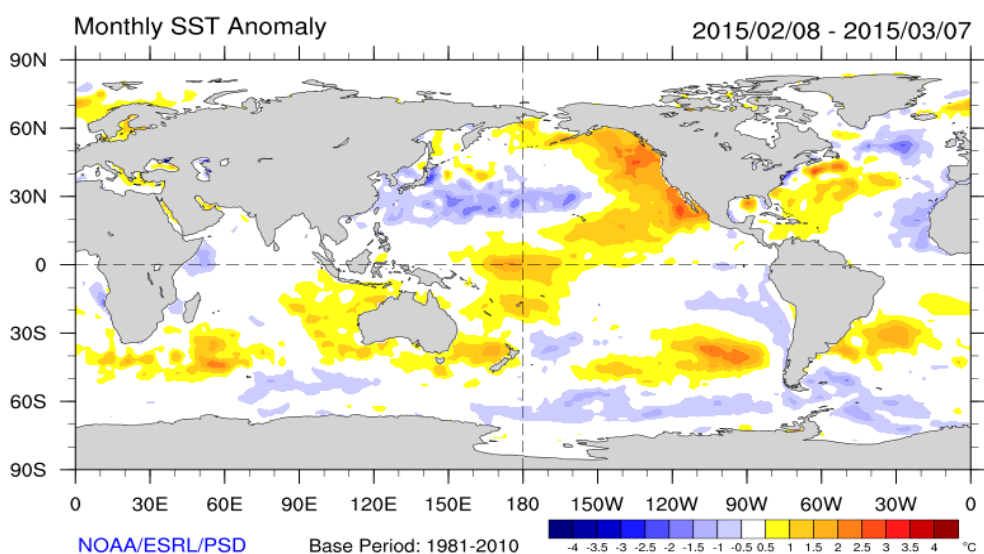 Monthly SST Anomaly 2015/02/08 - 2015/03/07
90N
60N
30N
0
30S
60S
90S
0 30E 60E 90E 120E 150E 180 150W 120W 90W 60W 30W 0
-4 -3.5 -3 -2.5 -2 -1.5 -1 -0.5 0.5 1 1.5 2 2.5 3 3.5 4 °C
NOAA/ESRL/PSD Base Period: 1981-2010